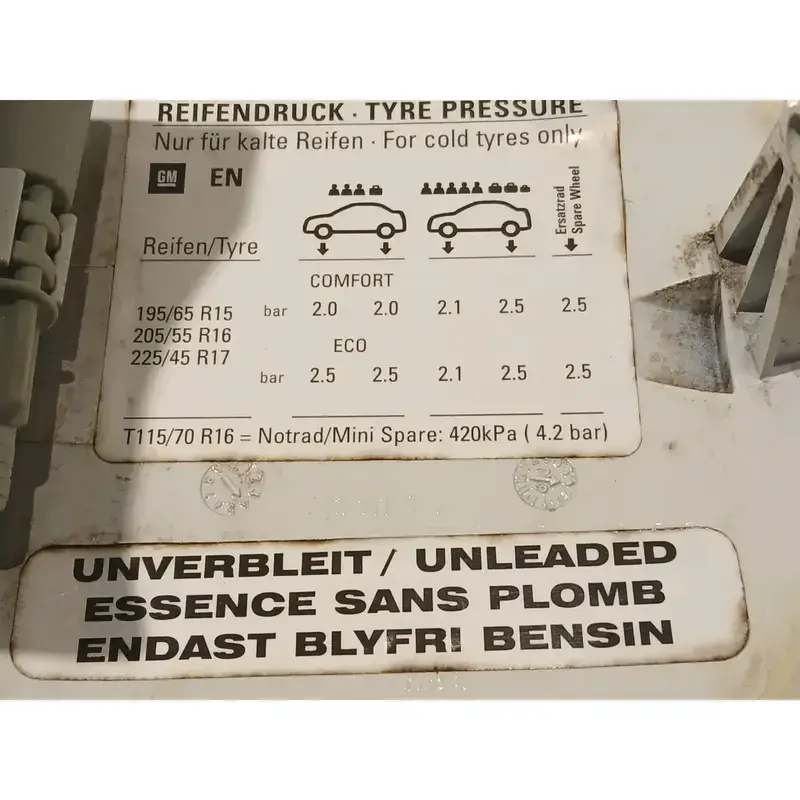 REIFENDRUCK · TYRE PRESSURE
Nur für kalte Reifen · For cold tyres only
GM EN
Ersatzrad
Spare Wheel
Reifen/Tyre
COMFORT
195/65 R15 bar 2.0 2.0 2.1 2.5 2.5
205/55 R16
225/45 R17
ECO
bar 2.5 2.5 2.1 2.5 2.5
T115/70 R16 = Notrad/Mini Spare: 420kPa ( 4.2 bar)
UNVERBLEIT / UNLEADED
ESSENCE SANS PLOMB
ENDAST BLYFRI BENSIN